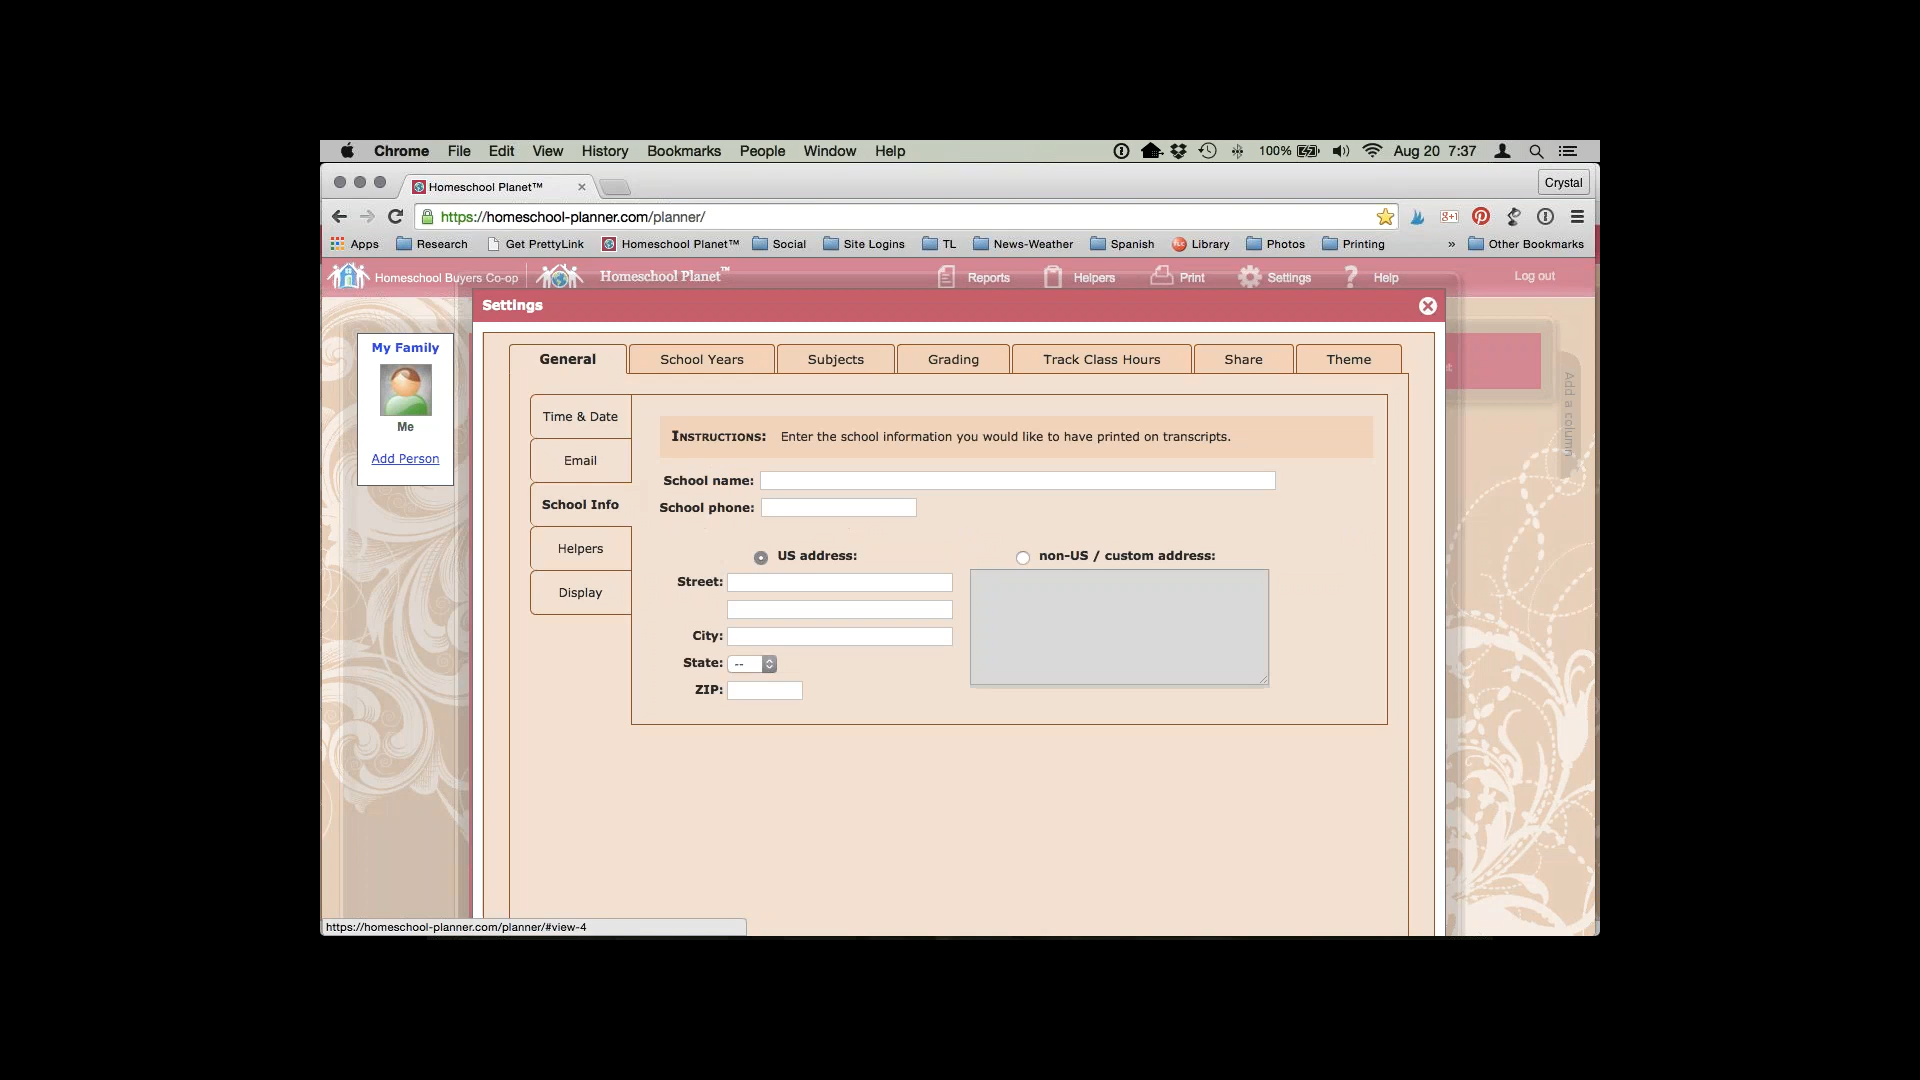 Chrome File Edit View History Bookmarks People Window Help 100% Aug 20 7:37
Homeschool Planet™ Crystal
https://homeschool-planner.com/planner/
Apps Research Get PrettyLink Homeschool Planet™ Social Site Logins TL News-Weather Spanish Library Photos Printing » Other Bookmarks
Homeschool Buyers Co-op Homeschool Planet™ Reports Helpers Print Settings Help Log out
Settings
My Family
Me
Add Person
General School Years Subjects Grading Track Class Hours Share Theme
Time & Date
Email
School Info
Helpers
Display
INSTRUCTIONS: Enter the school information you would like to have printed on transcripts.
School name:
School phone:
US address: non-US / custom address:
Street:
City:
State: --
ZIP:
Add a column
https://homeschool-planner.com/planner/#view-4